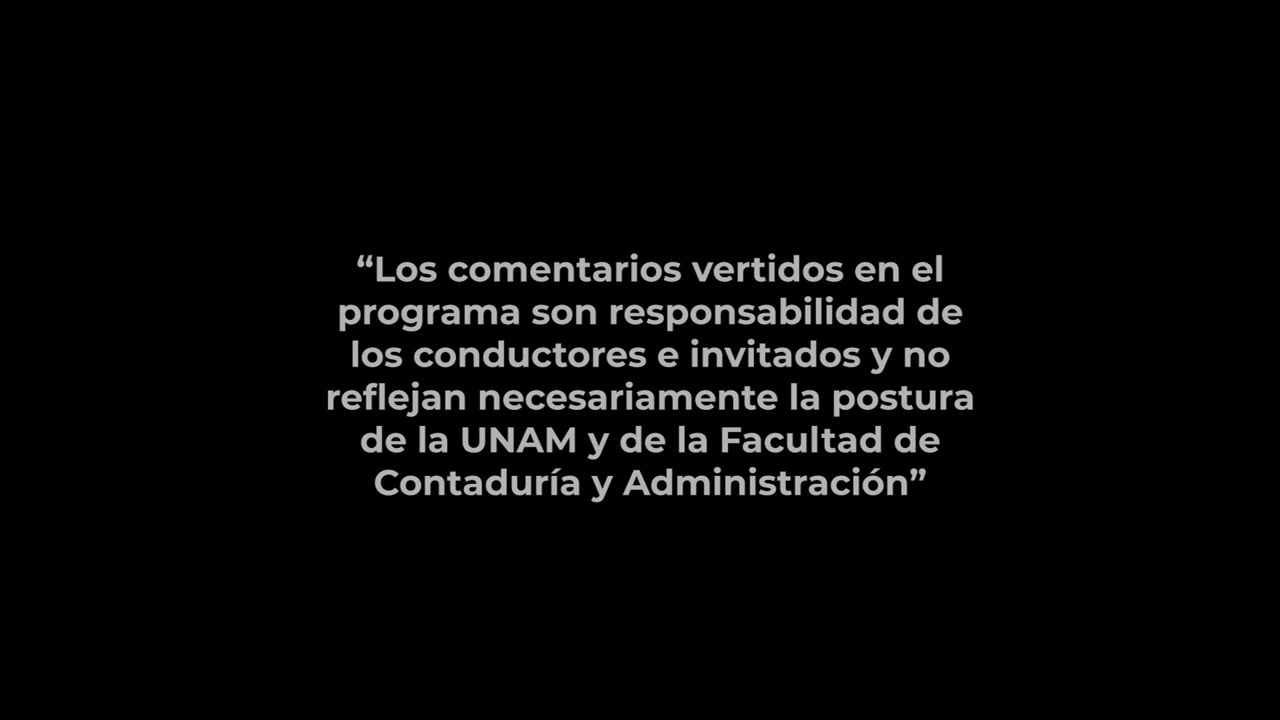 “Los comentarios vertidos en el
programa son responsabilidad de
los conductores e invitados y no
reflejan necesariamente la postura
de la UNAM y de la Facultad de
Contaduría y Administración”